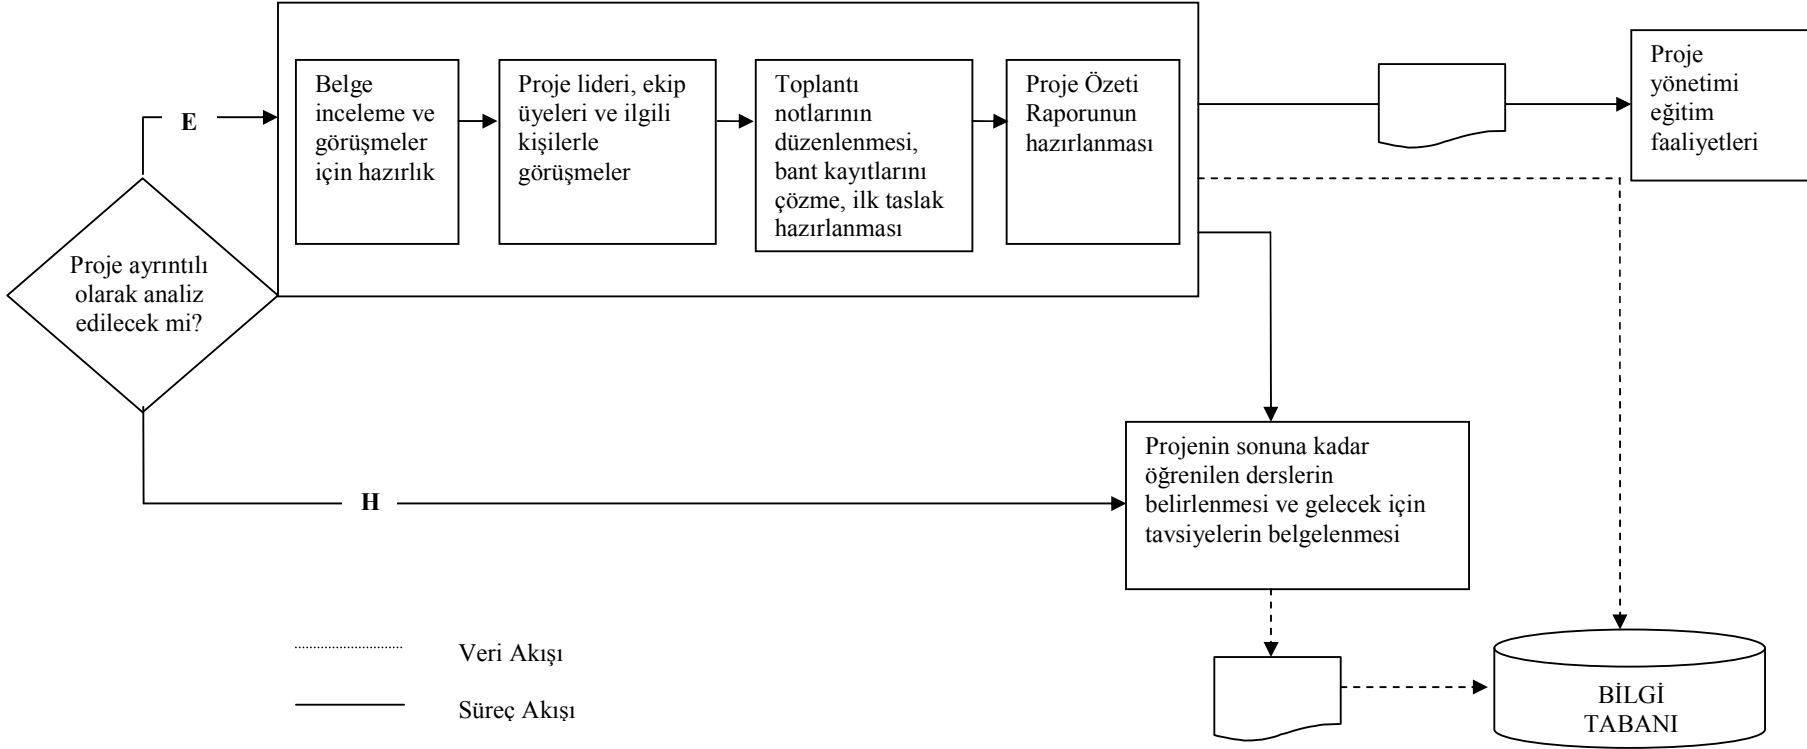 E
Belge
inceleme ve
görüşmeler
için hazırlık
Proje lideri, ekip
üyeleri ve ilgili
kişilerle
görüşmeler
Toplantı
notlarının
düzenlenmesi,
bant kayıtlarını
çözme, ilk taslak
hazırlanması
Proje Özeti
Raporunun
hazırlanması
Proje
yönetimi
eğitim
faaliyetleri
Proje ayrıntılı
olarak analiz
edilecek mi?
H
Projenin sonuna kadar
öğrenilen derslerin
belirlenmesi ve gelecek için
tavsiyelerin belgelenmesi
Veri Akışı
Süreç Akışı
BİLGİ
TABANI